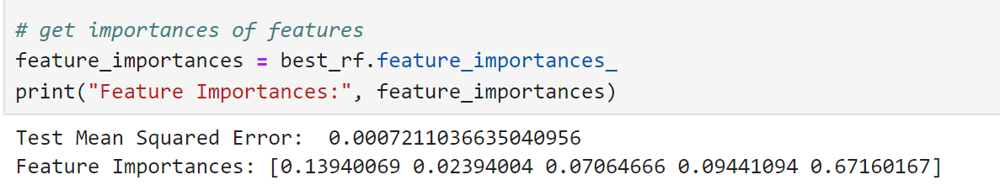 # get importances of features
feature_importances = best_rf.feature_importances_
print("Feature Importances:", feature_importances)
Test Mean Squared Error:  0.0007211036635040956
Feature Importances: [0.13940069 0.02394004 0.07064666 0.09441094 0.67160167]